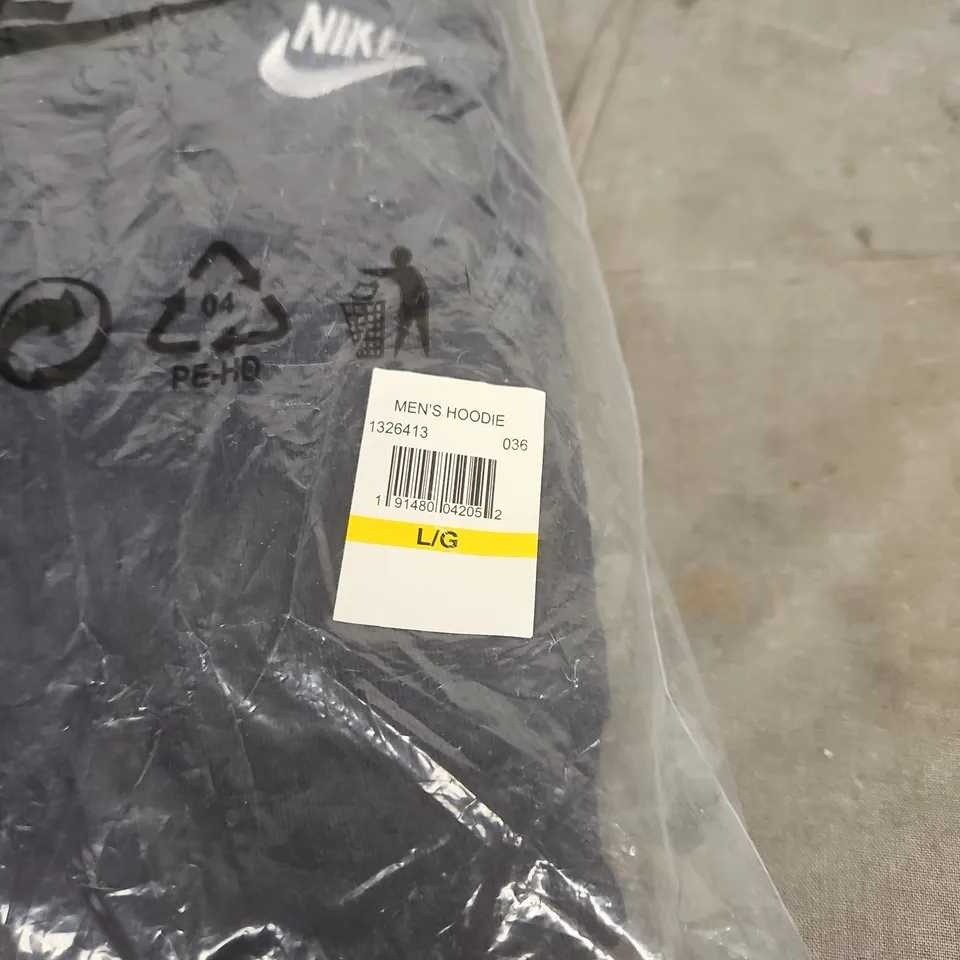 NIKE
04
PE-HD
MEN'S HOODIE
1326413 036
1 91480 04205 2
L/G